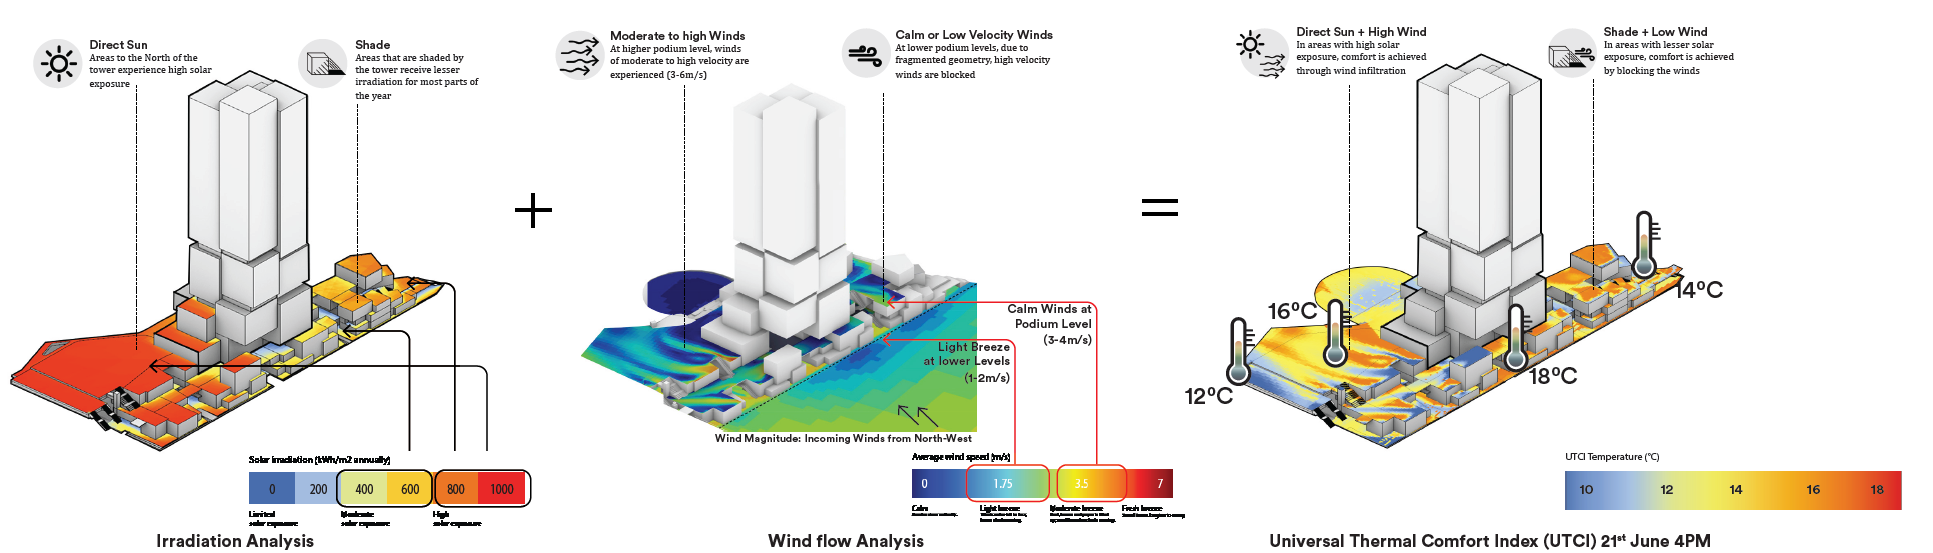 Direct Sun
Areas to the North of the
tower experience high solar
exposure
Shade
Areas that are shaded by
the tower receive lesser
irradiation for most parts of
the year
Solar irradiation (kWh/m2 annually)
0 200 400 600 800 1000
Limited
solar exposure
Moderate
solar exposure
High
solar exposure
Irradiation Analysis
+
Moderate to high Winds
At higher podium level, winds
of moderate to high velocity are
experienced (3-6m/s)
Calm or Low Velocity Winds
At lower podium levels, due to
fragmented geometry, high velocity
winds are blocked
Calm Winds at
Podium Level
(3-4m/s)
Light Breeze
at lower Levels
(1-2m/s)
Wind Magnitude: Incoming Winds from North-West
Average wind speed (m/s)
0 1.75 3.5 7
Calm
Light breeze
Moderate breeze
Fresh breeze
Wind flow Analysis
=
Direct Sun + High Wind
In areas with high solar
exposure, comfort is achieved
through wind infiltration
Shade + Low Wind
In areas with lesser solar
exposure, comfort is achieved
by blocking the winds
14°C
16°C
18°C
12°C
UTCI Temperature (°C)
10 12 14 16 18
Universal Thermal Comfort Index (UTCI) 21st June 4PM